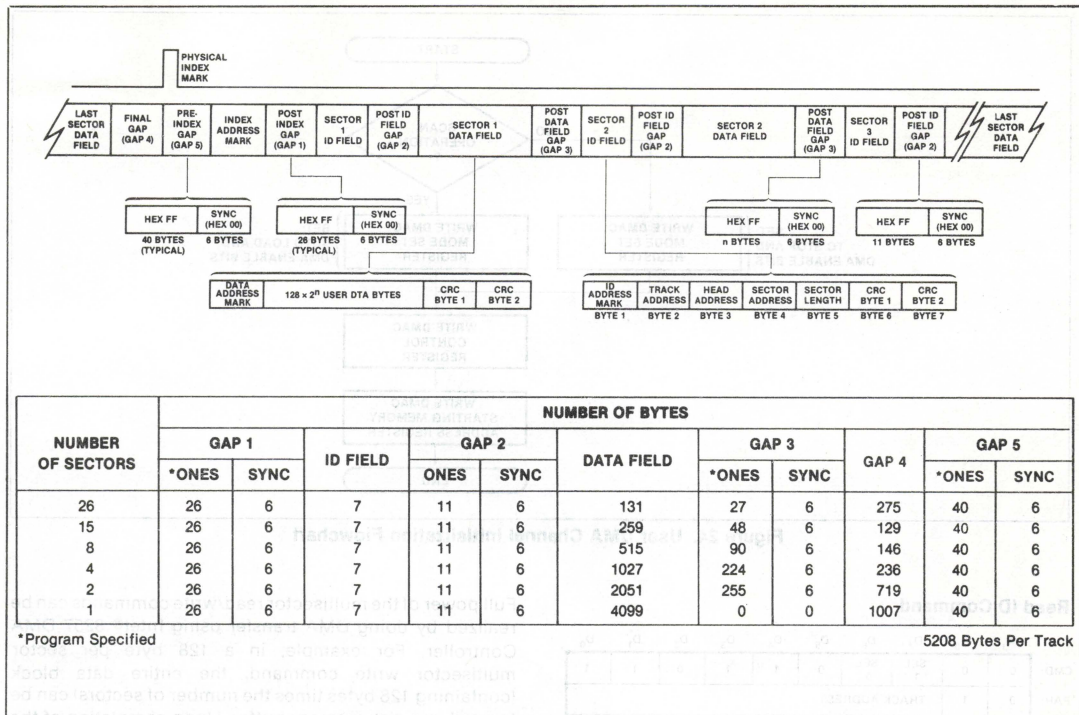 PHYSICAL
INDEX
MARK
LAST SECTOR DATA FIELD
FINAL GAP (GAP 4)
PRE-INDEX GAP (GAP 5)
INDEX ADDRESS MARK
POST INDEX GAP (GAP 1)
SECTOR 1 ID FIELD
POST ID FIELD GAP (GAP 2)
SECTOR 1 DATA FIELD
POST DATA FIELD GAP (GAP 3)
SECTOR 2 ID FIELD
POST ID FIELD GAP (GAP 2)
SECTOR 2 DATA FIELD
POST DATA FIELD GAP (GAP 3)
SECTOR 3 ID FIELD
POST ID FIELD GAP (GAP 2)
LAST SECTOR DATA FIELD
HEX FF SYNC (HEX 00)
40 BYTES (TYPICAL) 6 BYTES
HEX FF SYNC (HEX 00)
26 BYTES (TYPICAL) 6 BYTES
HEX FF SYNC (HEX 00)
n BYTES 6 BYTES
HEX FF SYNC (HEX 00)
11 BYTES 6 BYTES
DATA ADDRESS MARK 128 × 2ⁿ USER DTA BYTES CRC BYTE 1 CRC BYTE 2
ID ADDRESS MARK TRACK ADDRESS HEAD ADDRESS SECTOR ADDRESS SECTOR LENGTH CRC BYTE 1 CRC BYTE 2
BYTE 1 BYTE 2 BYTE 3 BYTE 4 BYTE 5 BYTE 6 BYTE 7
NUMBER OF SECTORS NUMBER OF BYTES
GAP 1 ID FIELD GAP 2 DATA FIELD GAP 3 GAP 4 GAP 5
*ONES SYNC ONES SYNC *ONES SYNC *ONES SYNC
26 26 6 7 11 6 131 27 6 275 40 6
15 26 6 7 11 6 259 48 6 129 40 6
8 26 6 7 11 6 515 90 6 146 40 6
4 26 6 7 11 6 1027 224 6 236 40 6
2 26 6 7 11 6 2051 255 6 719 40 6
1 26 6 7 11 6 4099 0 0 1007 40 6
*Program Specified 5208 Bytes Per Track